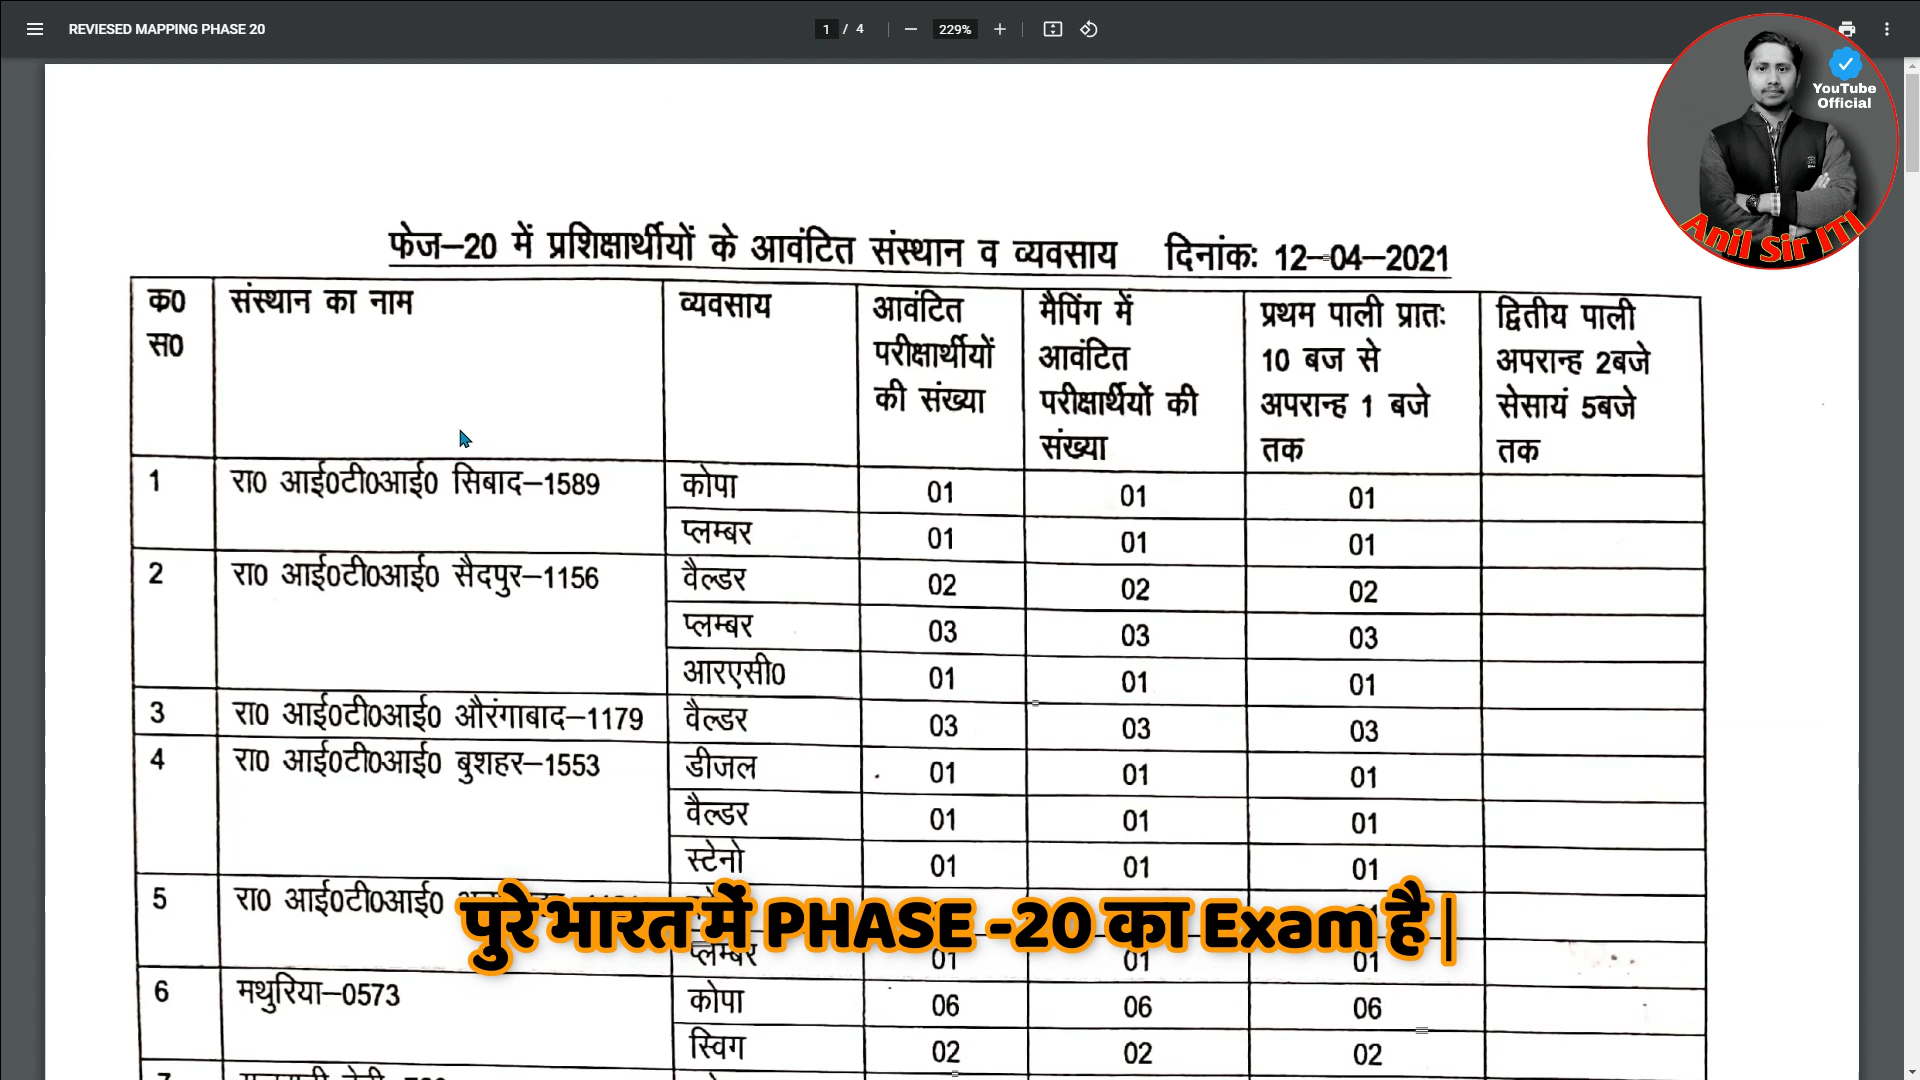 REVIESED MAPPING PHASE 20
1 / 4
229%
YouTube
Official
Anil Sir ITI
फेज–20 में प्रशिक्षार्थीयों के आवंटित संस्थान व व्यवसाय दिनांकः 12–04–2021
क0 स0 संस्थान का नाम व्यवसाय आवंटित परीक्षार्थीयों की संख्या मैपिंग में आवंटित परीक्षार्थियों की संख्या प्रथम पाली प्रातः 10 बज से अपरान्ह 1 बजे तक द्वितीय पाली अपरान्ह 2बजे सेसायं 5बजे तक
1 रा0 आई0टी0आई0 सिबाद–1589 कोपा 01 01 01
प्लम्बर 01 01 01
2 रा0 आई0टी0आई0 सैदपुर–1156 वैल्डर 02 02 02
प्लम्बर 03 03 03
आरएसी0 01 01 01
3 रा0 आई0टी0आई0 औरंगाबाद–1179 वैल्डर 03 03 03
4 रा0 आई0टी0आई0 बुशहर–1553 डीजल 01 01 01
वैल्डर 01 01 01
स्टेनो 01 01 01
5 रा0 आई0टी0आई0
पुरे भारत में PHASE -20 का Exam है |
प्लम्बर 01 01 01
6 मथुरिया–0573 कोपा 06 06 06
स्विग 02 02 02